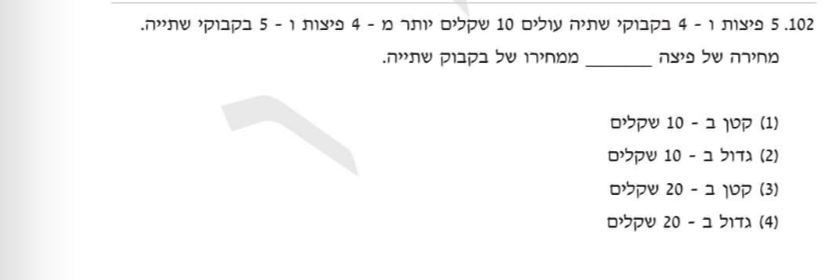 102. 5 פיצות ו - 4 בקבוקי שתיה עולים 10 שקלים יותר מ - 4 פיצות ו - 5 בקבוקי שתייה.
מחירה של פיצה _______ ממחירו של בקבוק שתייה.
(1) קטן ב - 10 שקלים
(2) גדול ב - 10 שקלים
(3) קטן ב - 20 שקלים
(4) גדול ב - 20 שקלים